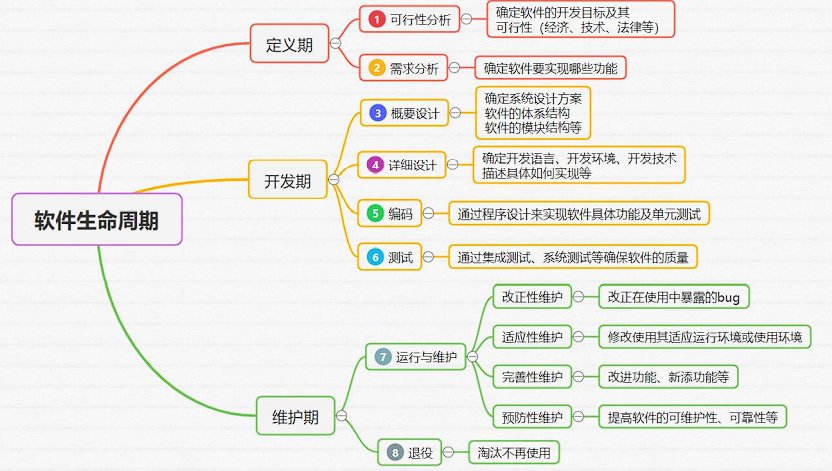 软件生命周期
定义期
1 可行性分析
确定软件的开发目标及其
可行性（经济、技术、法律等）
2 需求分析
确定软件要实现哪些功能
开发期
3 概要设计
确定系统设计方案
软件的体系结构
软件的模块结构等
4 详细设计
确定开发语言、开发环境、开发技术
描述具体如何实现等
5 编码
通过程序设计来实现软件具体功能及单元测试
6 测试
通过集成测试、系统测试等确保软件的质量
维护期
7 运行与维护
改正性维护
改正在使用中暴露的bug
适应性维护
修改使用其适应运行环境或使用环境
完善性维护
改进功能、新添功能等
预防性维护
提高软件的可维护性、可靠性等
8 退役
淘汰不再使用